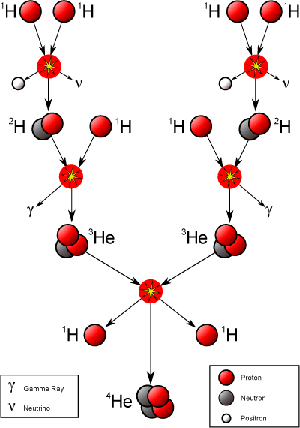 ¹H ¹H ¹H ¹H
ν ν
²H ¹H ¹H ²H
γ γ
³He ³He
¹H ¹H
⁴He
γ Gamma Ray
ν Neutrino
Proton
Neutron
Positron